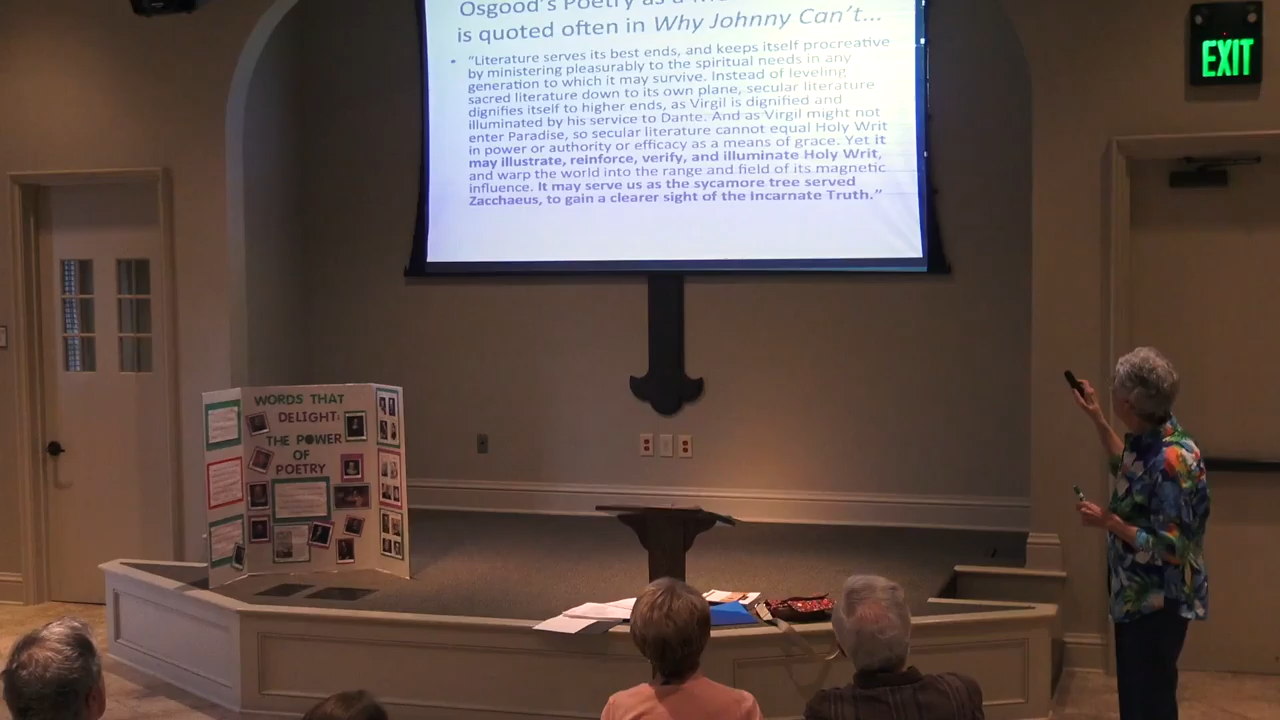 Osgood's Poetry as a
is quoted often in Why Johnny Can't...
• "Literature serves its best ends, and keeps itself procreative
by ministering pleasurably to the spiritual needs in any
generation to which it may survive. Instead of leveling
sacred literature down to its own plane, secular literature
dignifies itself to higher ends, as Virgil is dignified and
illuminated by his service to Dante. And as Virgil might not
enter Paradise, so secular literature cannot equal Holy Writ
in power or authority or efficacy as a means of grace. Yet it
may illustrate, reinforce, verify, and illuminate Holy Writ,
and warp the world into the range and field of its magnetic
influence. It may serve us as the sycamore tree served
Zacchaeus, to gain a clearer sight of the Incarnate Truth."
EXIT
WORDS THAT
DELIGHT:
THE POWER
OF
POETRY